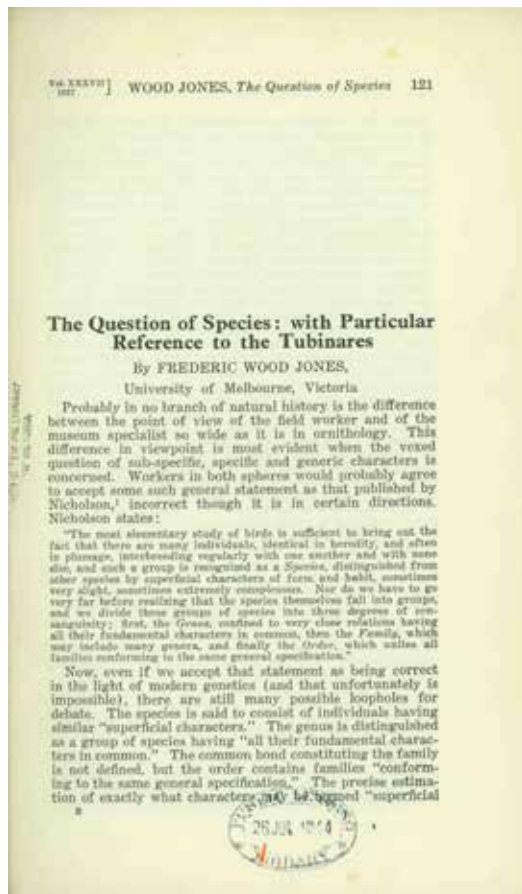 Vol. XXXVII] WOOD JONES, The Question of Species 121
1937
The Question of Species: with Particular
Reference to the Tubinares
By FREDERIC WOOD JONES,
University of Melbourne, Victoria
Probably in no branch of natural history is the difference
between the point of view of the field worker and of the
museum specialist so wide as it is in ornithology. This
difference in viewpoint is most evident when the vexed
question of sub-specific, specific and generic characters is
concerned. Workers in both spheres would probably agree
to accept some such general statement as that published by
Nicholson,¹ incorrect though it is in certain directions.
Nicholson states:
"The most elementary study of birds is sufficient to bring out the
fact that there are many individuals, identical in heredity, and often
in plumage, interbreeding regularly with one another and with none
else, and such a group is recognized as a Species, distinguished from
other species by superficial characters of form and habit, sometimes
very slight, sometimes extremely conspicuous. Nor do we have to go
very far before realizing that the species themselves fall into groups,
and we divide these groups of species into three degrees of con-
sanguinity: first, the Genus, confined to very close relations having
all their fundamental characters in common, then the Family, which
may include many genera, and finally the Order, which unites all
families conforming to the same general specification."
Now, even if we accept that statement as being correct
in the light of modern genetics (and that unfortunately is
impossible), there are still many possible loopholes for
debate. The species is said to consist of individuals having
similar "superficial characters." The genus is distinguished
as a group of species having "all their fundamental charac-
ters in common." The common bond constituting the family
is not defined, but the order contains families "conform-
ing to the same general specification." The precise estima-
tion of exactly what characters may be termed "superficial
26 JUL